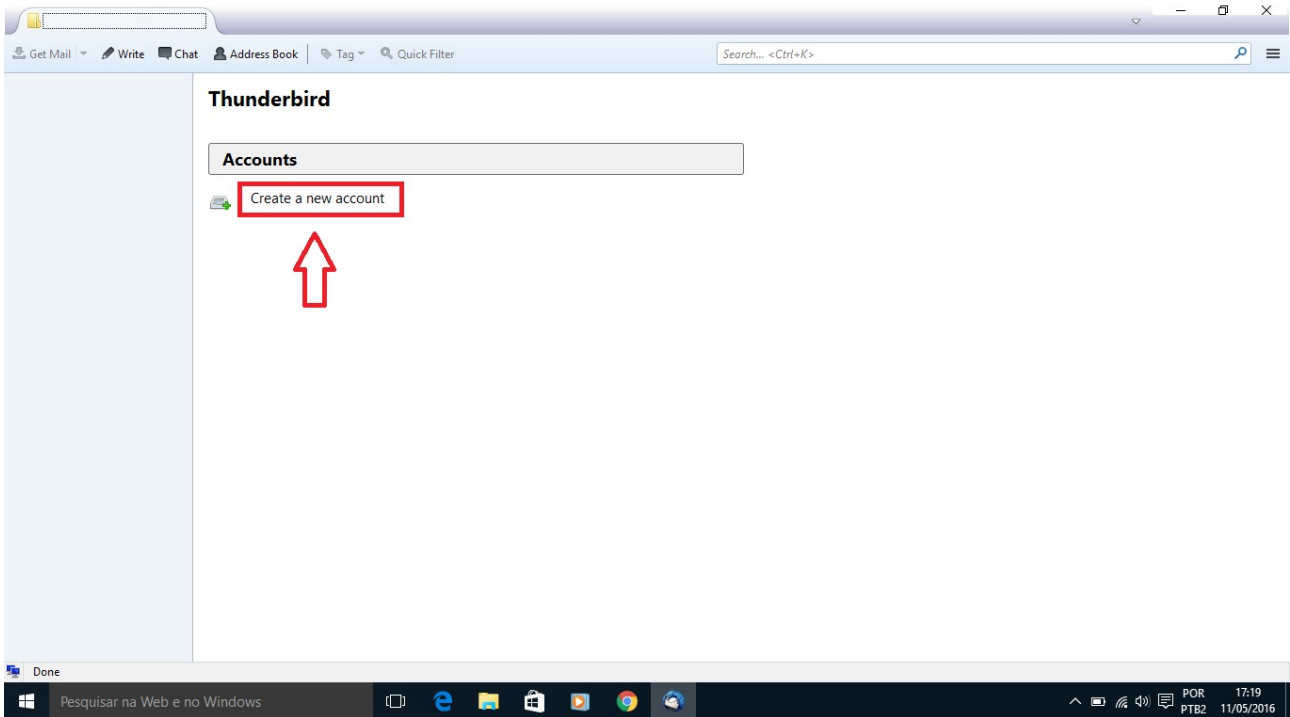 Get Mail Write Chat Address Book Tag Quick Filter Search... <Ctrl+K>
Thunderbird
Accounts
Create a new account
Done
Pesquisar na Web e no Windows
POR 17:19
PTB2 11/05/2016